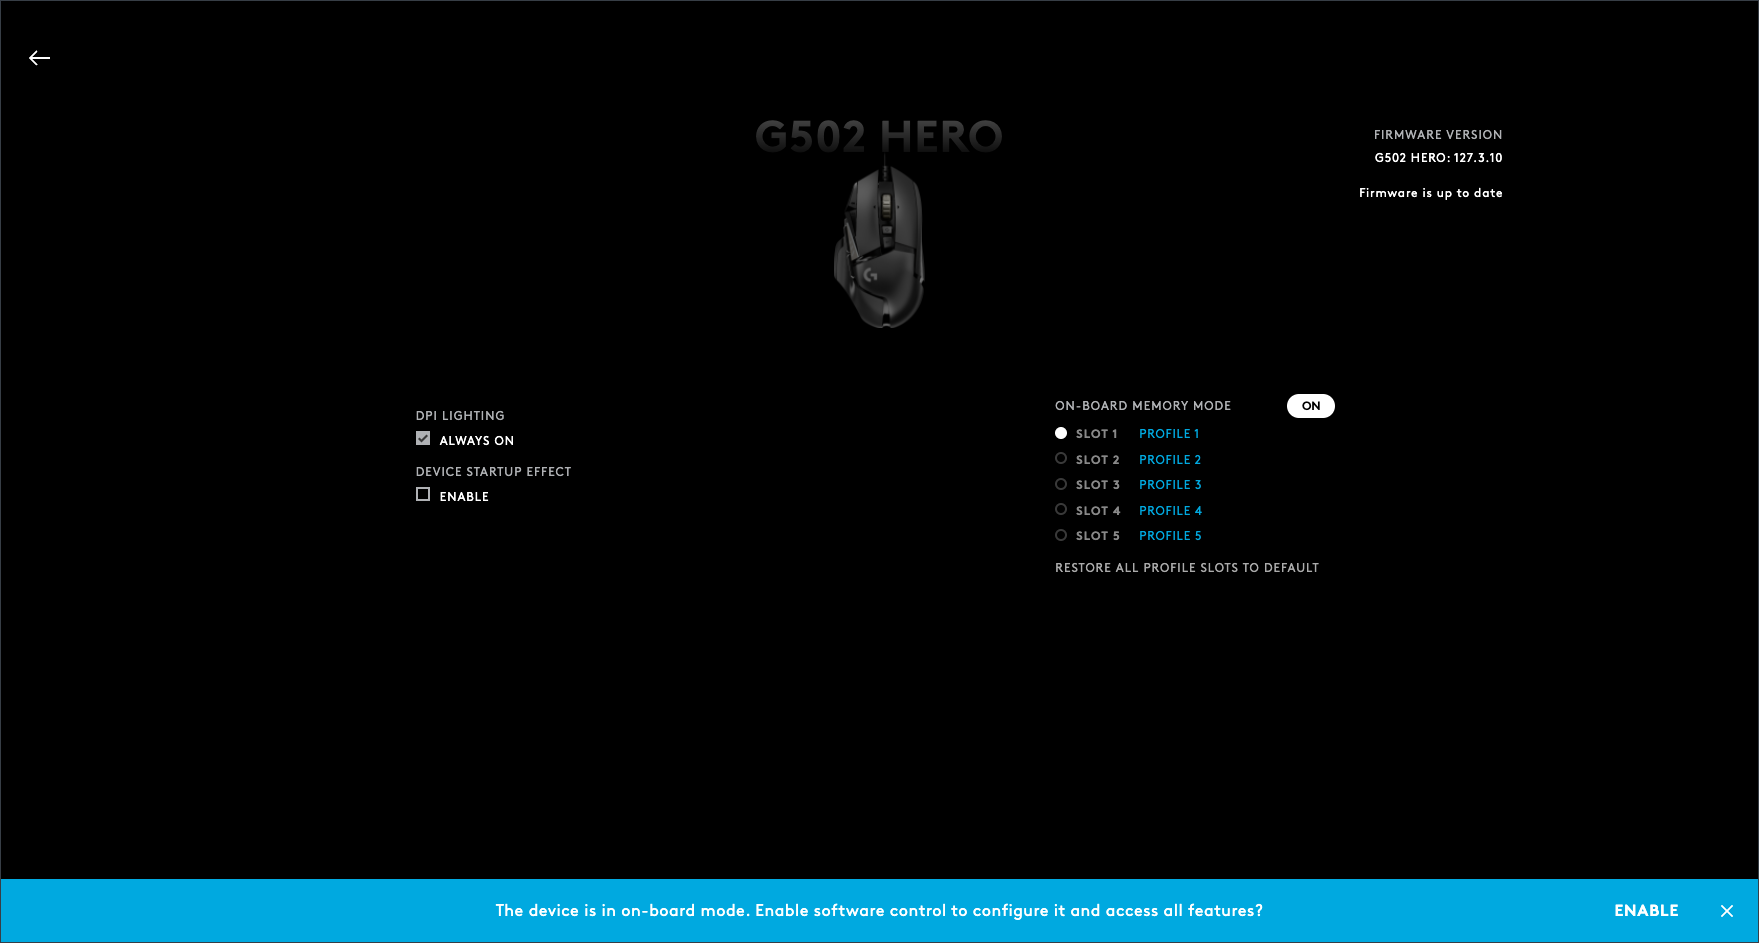 G502 HERO
FIRMWARE VERSION
G502 HERO: 127.3.10
Firmware is up to date
DPI LIGHTING
ALWAYS ON
DEVICE STARTUP EFFECT
ENABLE
ON-BOARD MEMORY MODE ON
SLOT 1 PROFILE 1
SLOT 2 PROFILE 2
SLOT 3 PROFILE 3
SLOT 4 PROFILE 4
SLOT 5 PROFILE 5
RESTORE ALL PROFILE SLOTS TO DEFAULT
The device is in on-board mode. Enable software control to configure it and access all features? ENABLE